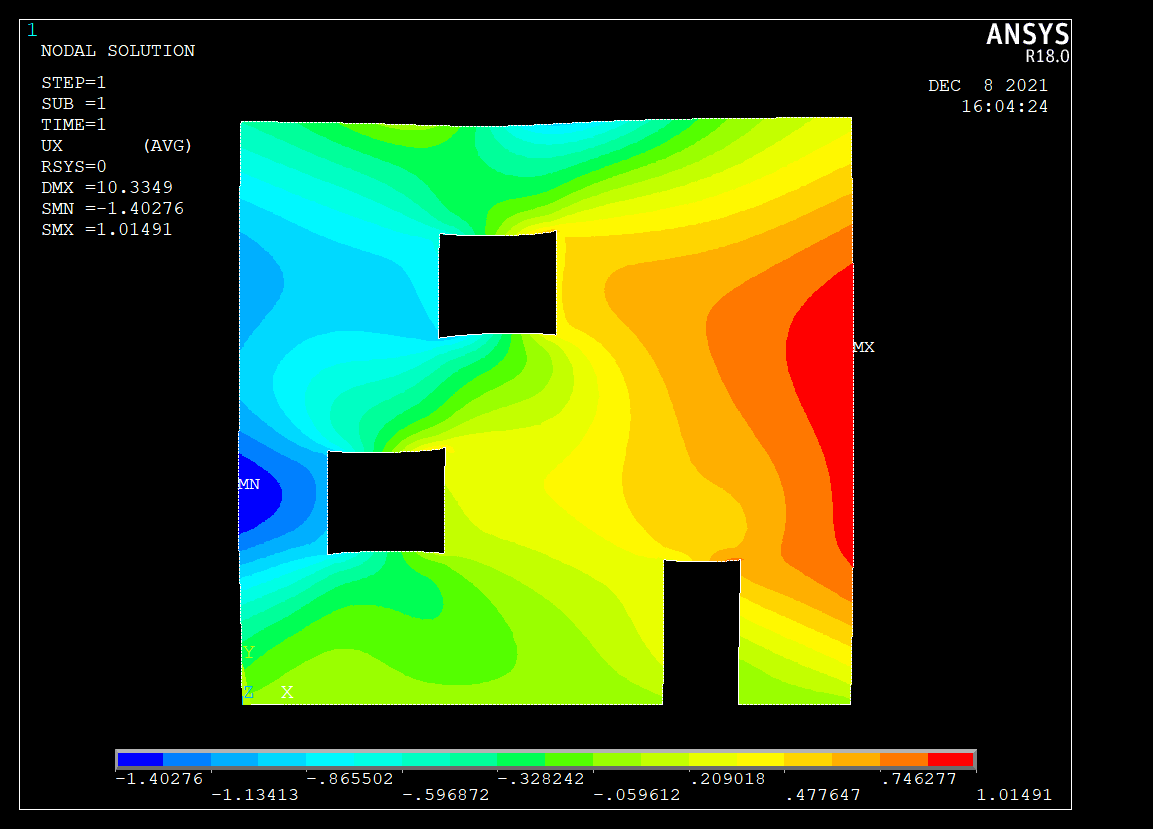 1
ANSYS
R18.0
NODAL SOLUTION
STEP=1
SUB =1
TIME=1
UX (AVG)
RSYS=0
DMX =10.3349
SMN =-1.40276
SMX =1.01491
DEC 8 2021
16:04:24
MX
MN
Y
Z X
-1.40276 -.865502 -.328242 .209018 .746277
-1.13413 -.596872 -.059612 .477647 1.01491